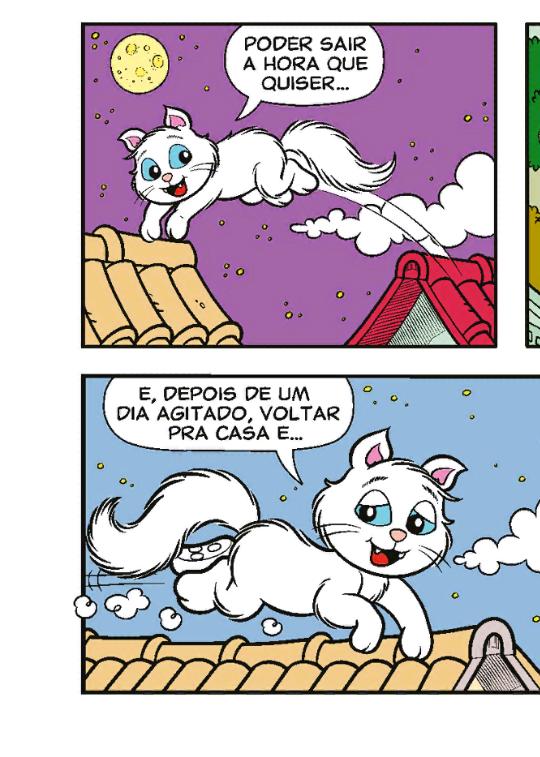 PODER SAIR
A HORA QUE
QUISER...
E, DEPOIS DE UM
DIA AGITADO, VOLTAR
PRA CASA E...